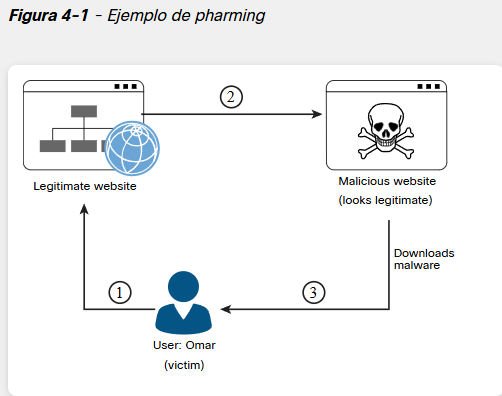 Figura 4-1 - Ejemplo de pharming
2
Legitimate website
Malicious website
(looks legitimate)
Downloads
malware
1
3
User: Omar
(victim)